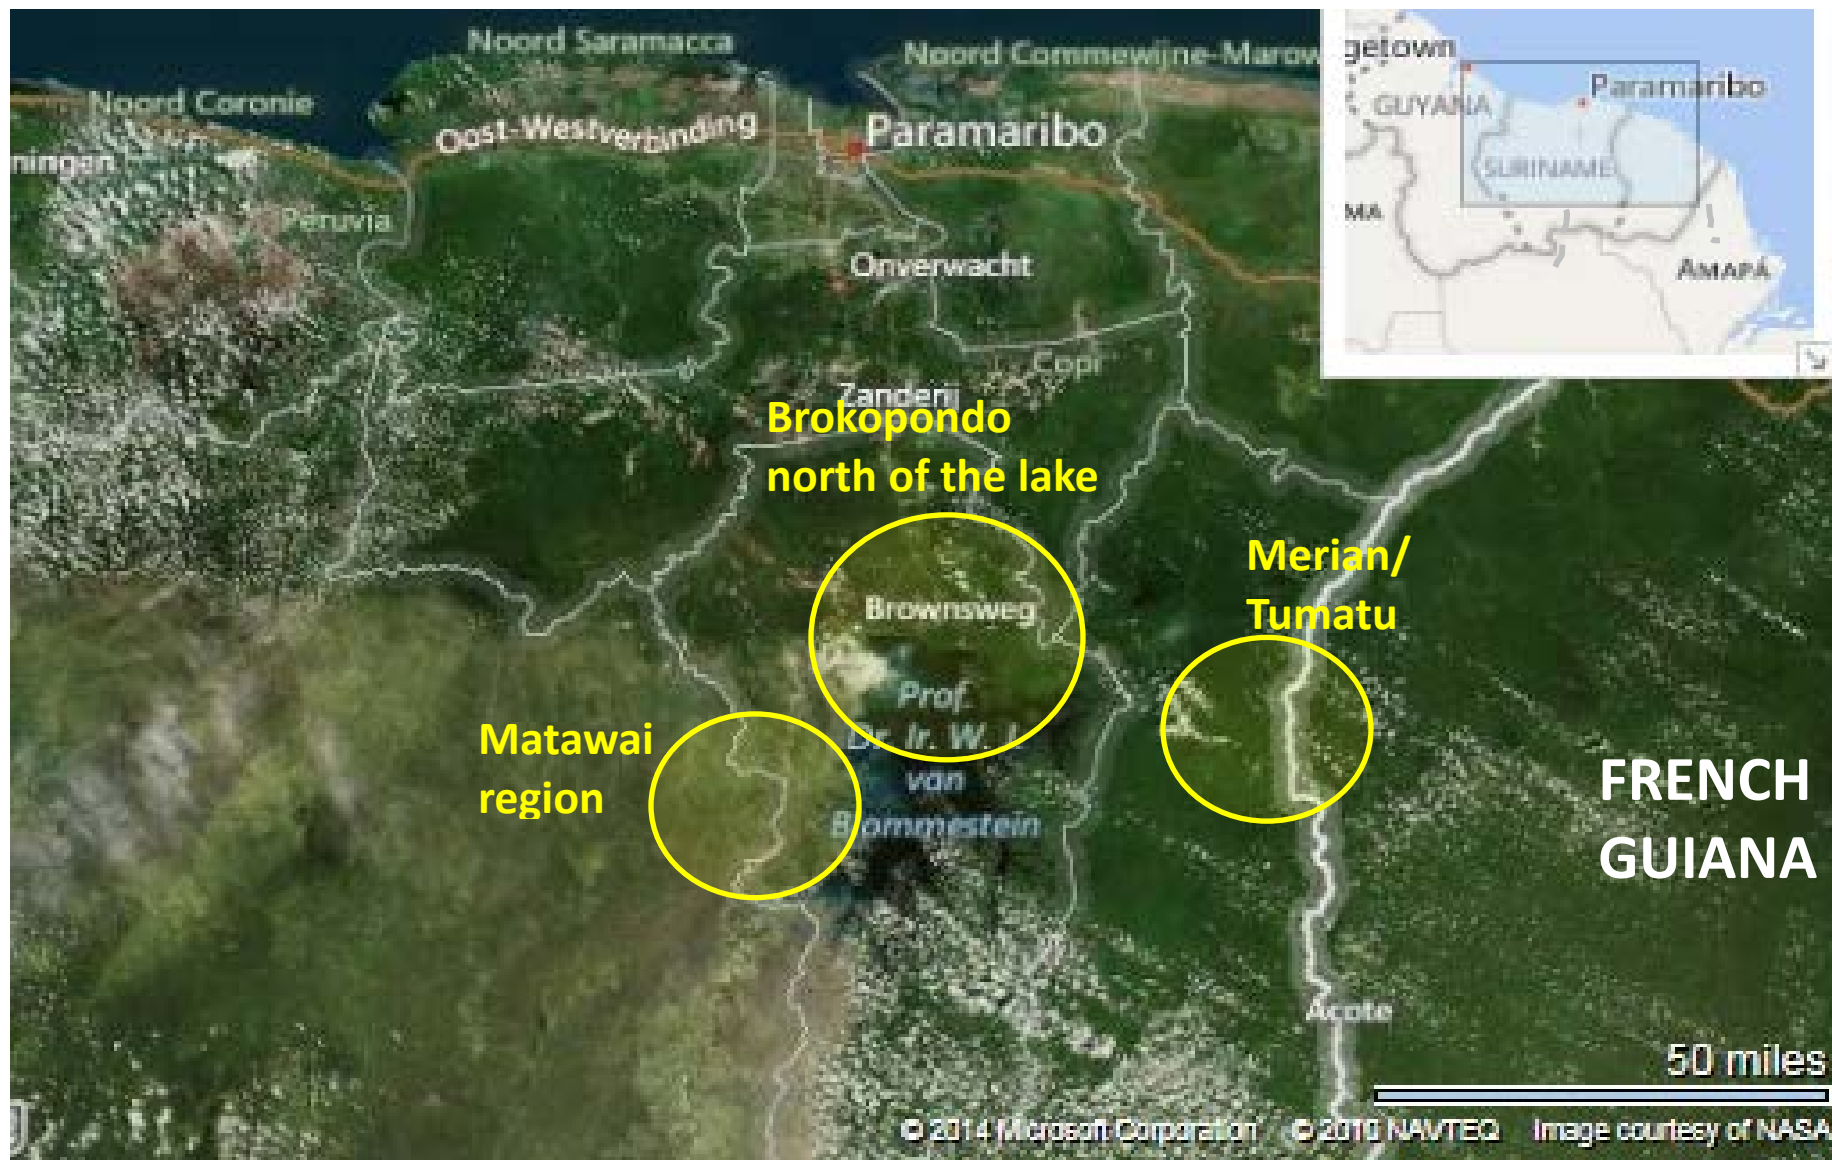 Noord Saramacca
Noord Commewijne-Marow
Noord Coronie
Oost-Westverbinding
Paramaribo
ningen
Peruvia
Onverwacht
Copi
Zanderij
Brokopondo
north of the lake
Brownsweg
Merian/
Tumatu
Matawai
region
Prof.
Dr. Ir. W. J.
van
Blommestein
FRENCH
GUIANA
Acote
50 miles
© 2014 Microsoft Corporation © 2010 NAVTEQ Image courtesy of NASA
getown
Paramaribo
GUYANA
SURINAME
MA
AMAPÁ